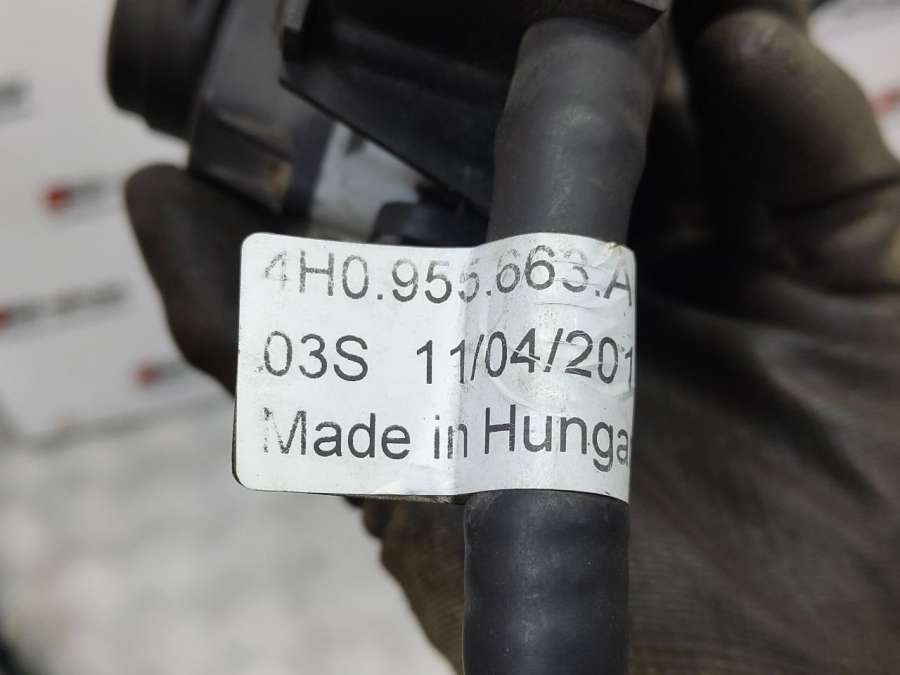 4H0.955.663.A
03S 11/04/201
Made in Hunga